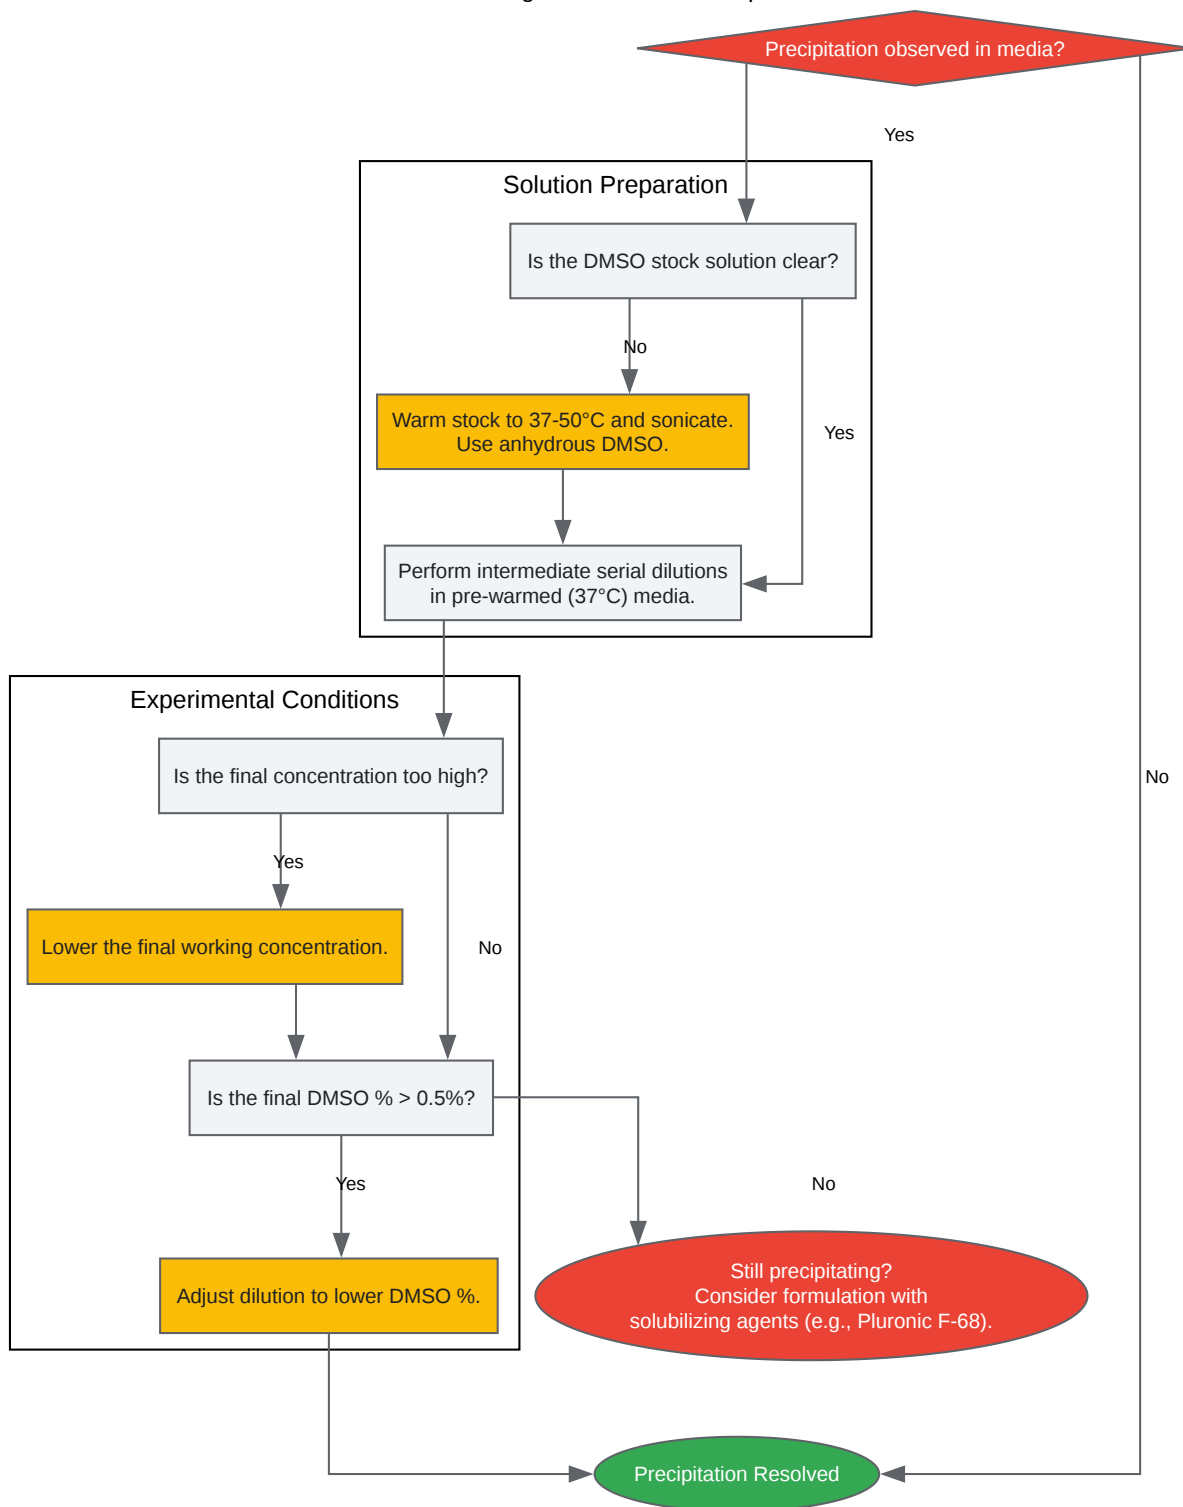 Precipitation observed in media?
Yes
Solution Preparation
Is the DMSO stock solution clear?
No
Warm stock to 37-50°C and sonicate.
Use anhydrous DMSO.
Yes
Perform intermediate serial dilutions
in pre-warmed (37°C) media.
Experimental Conditions
Is the final concentration too high?
No
Yes
Lower the final working concentration.
No
Is the final DMSO % > 0.5%?
Yes
No
Adjust dilution to lower DMSO %.
Still precipitating?
Consider formulation with
solubilizing agents (e.g., Pluronic F-68).
Precipitation Resolved